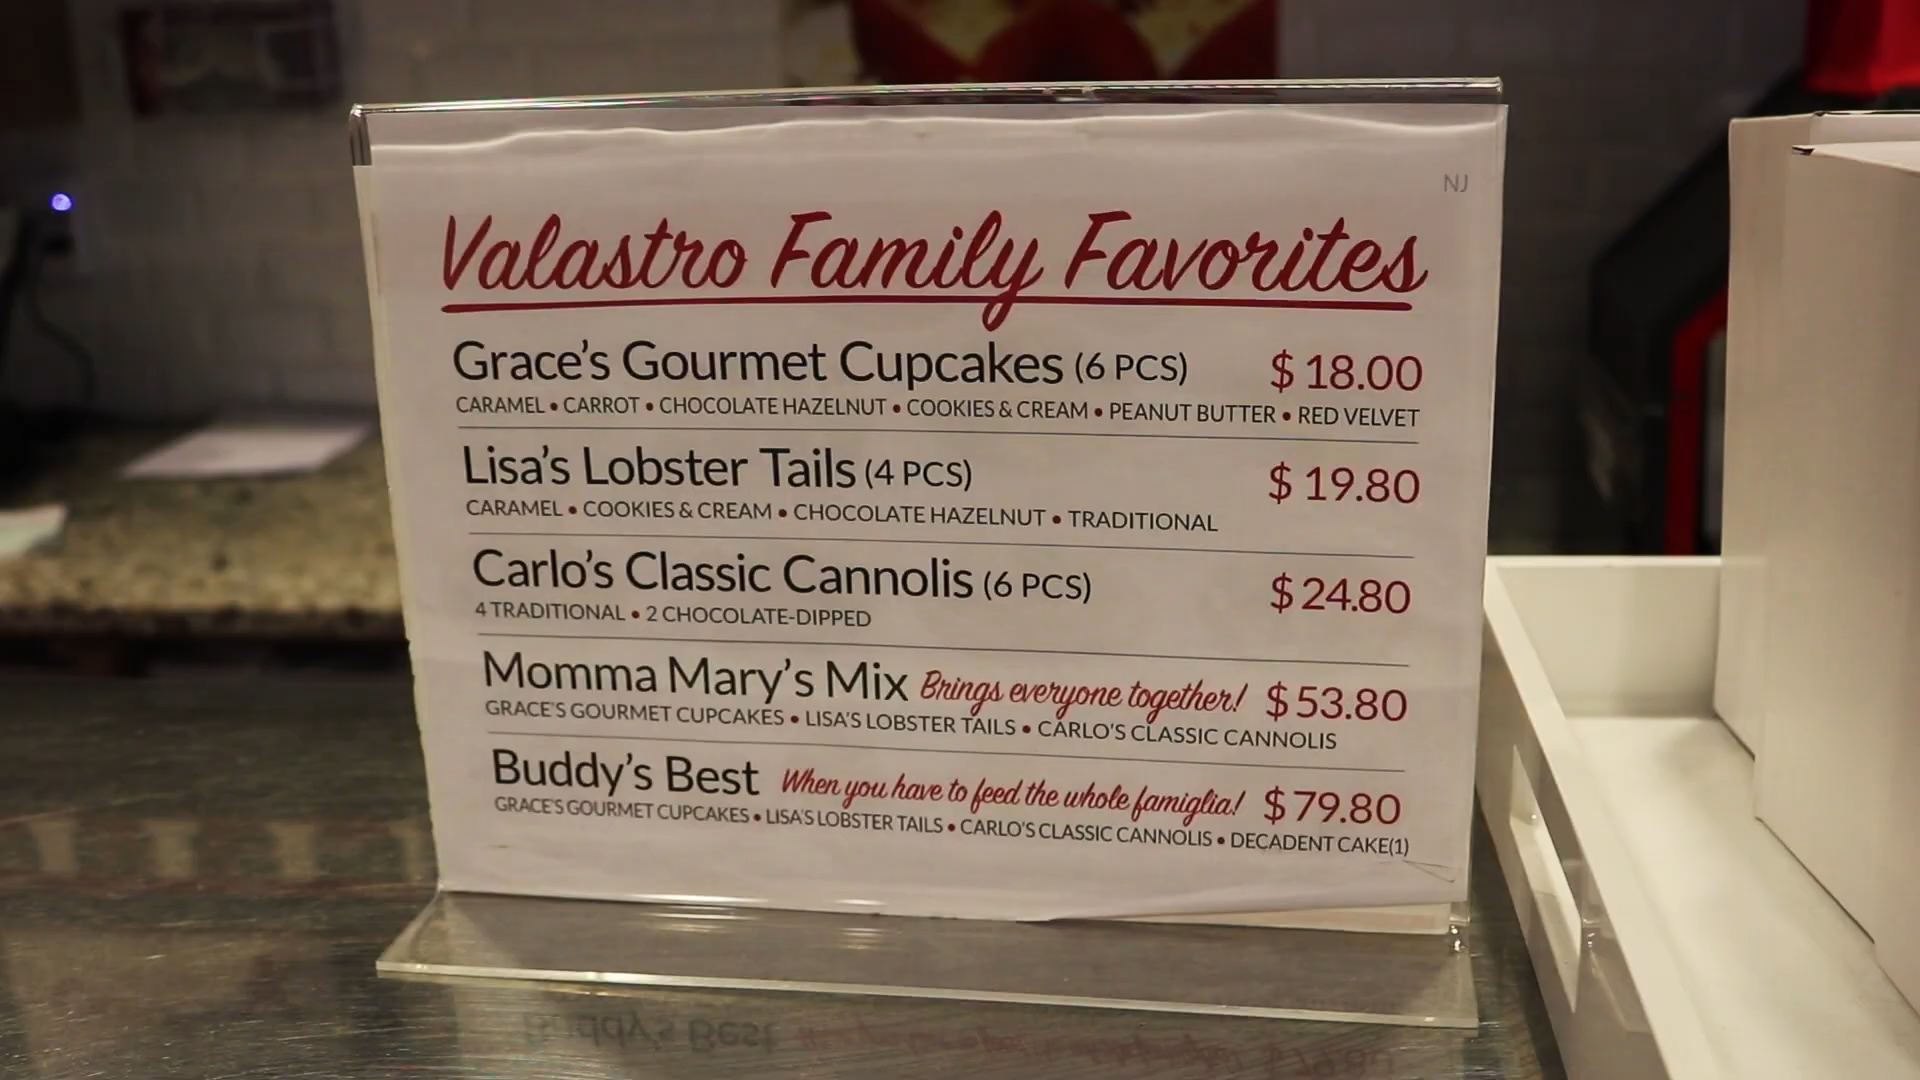 NJ
Valastro Family Favorites
Grace's Gourmet Cupcakes (6 PCS) $ 18.00
CARAMEL • CARROT • CHOCOLATE HAZELNUT • COOKIES & CREAM • PEANUT BUTTER • RED VELVET
Lisa's Lobster Tails (4 PCS) $ 19.80
CARAMEL • COOKIES & CREAM • CHOCOLATE HAZELNUT • TRADITIONAL
Carlo's Classic Cannolis (6 PCS) $ 24.80
4 TRADITIONAL • 2 CHOCOLATE-DIPPED
Momma Mary's Mix Brings everyone together! $ 53.80
GRACE'S GOURMET CUPCAKES • LISA'S LOBSTER TAILS • CARLO'S CLASSIC CANNOLIS
Buddy's Best When you have to feed the whole famiglia! $ 79.80
GRACE'S GOURMET CUPCAKES • LISA'S LOBSTER TAILS • CARLO'S CLASSIC CANNOLIS • DECADENT CAKE(1)